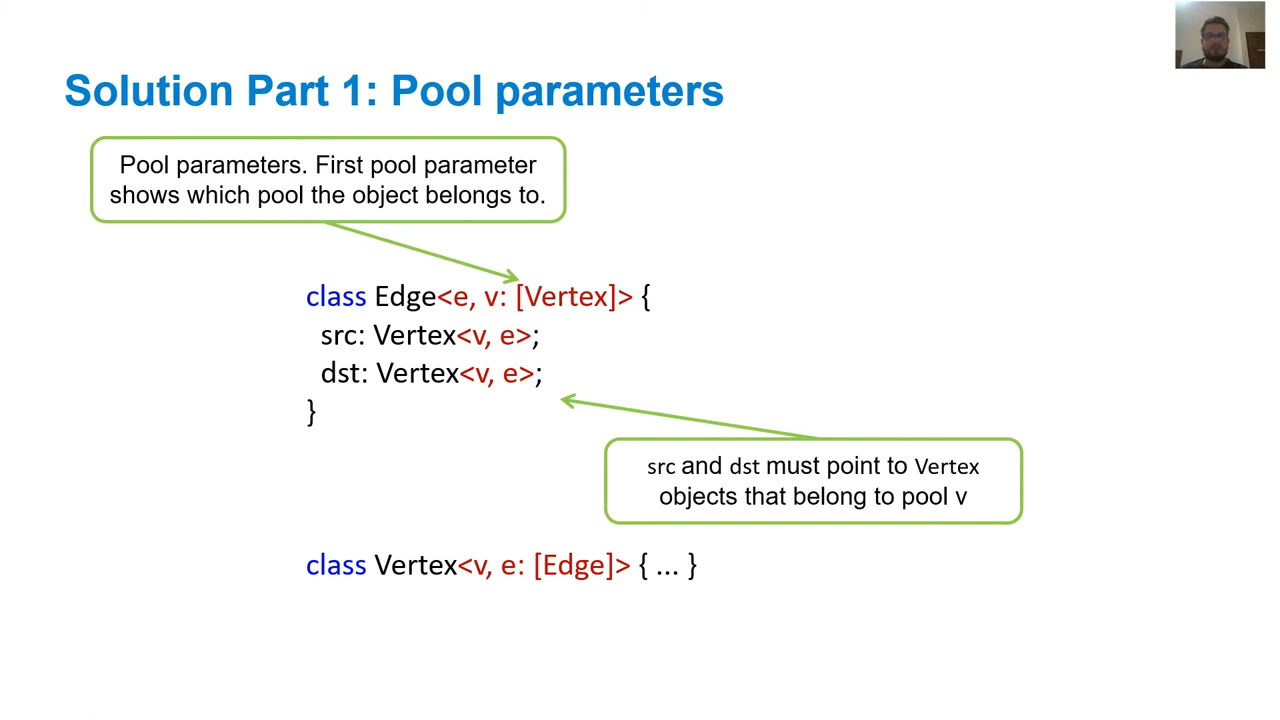 Solution Part 1: Pool parameters
Pool parameters. First pool parameter
shows which pool the object belongs to.
class Edge<e, v: [Vertex]> {
src: Vertex<v, e>;
dst: Vertex<v, e>;
}
src and dst must point to Vertex
objects that belong to pool v
class Vertex<v, e: [Edge]> { ... }